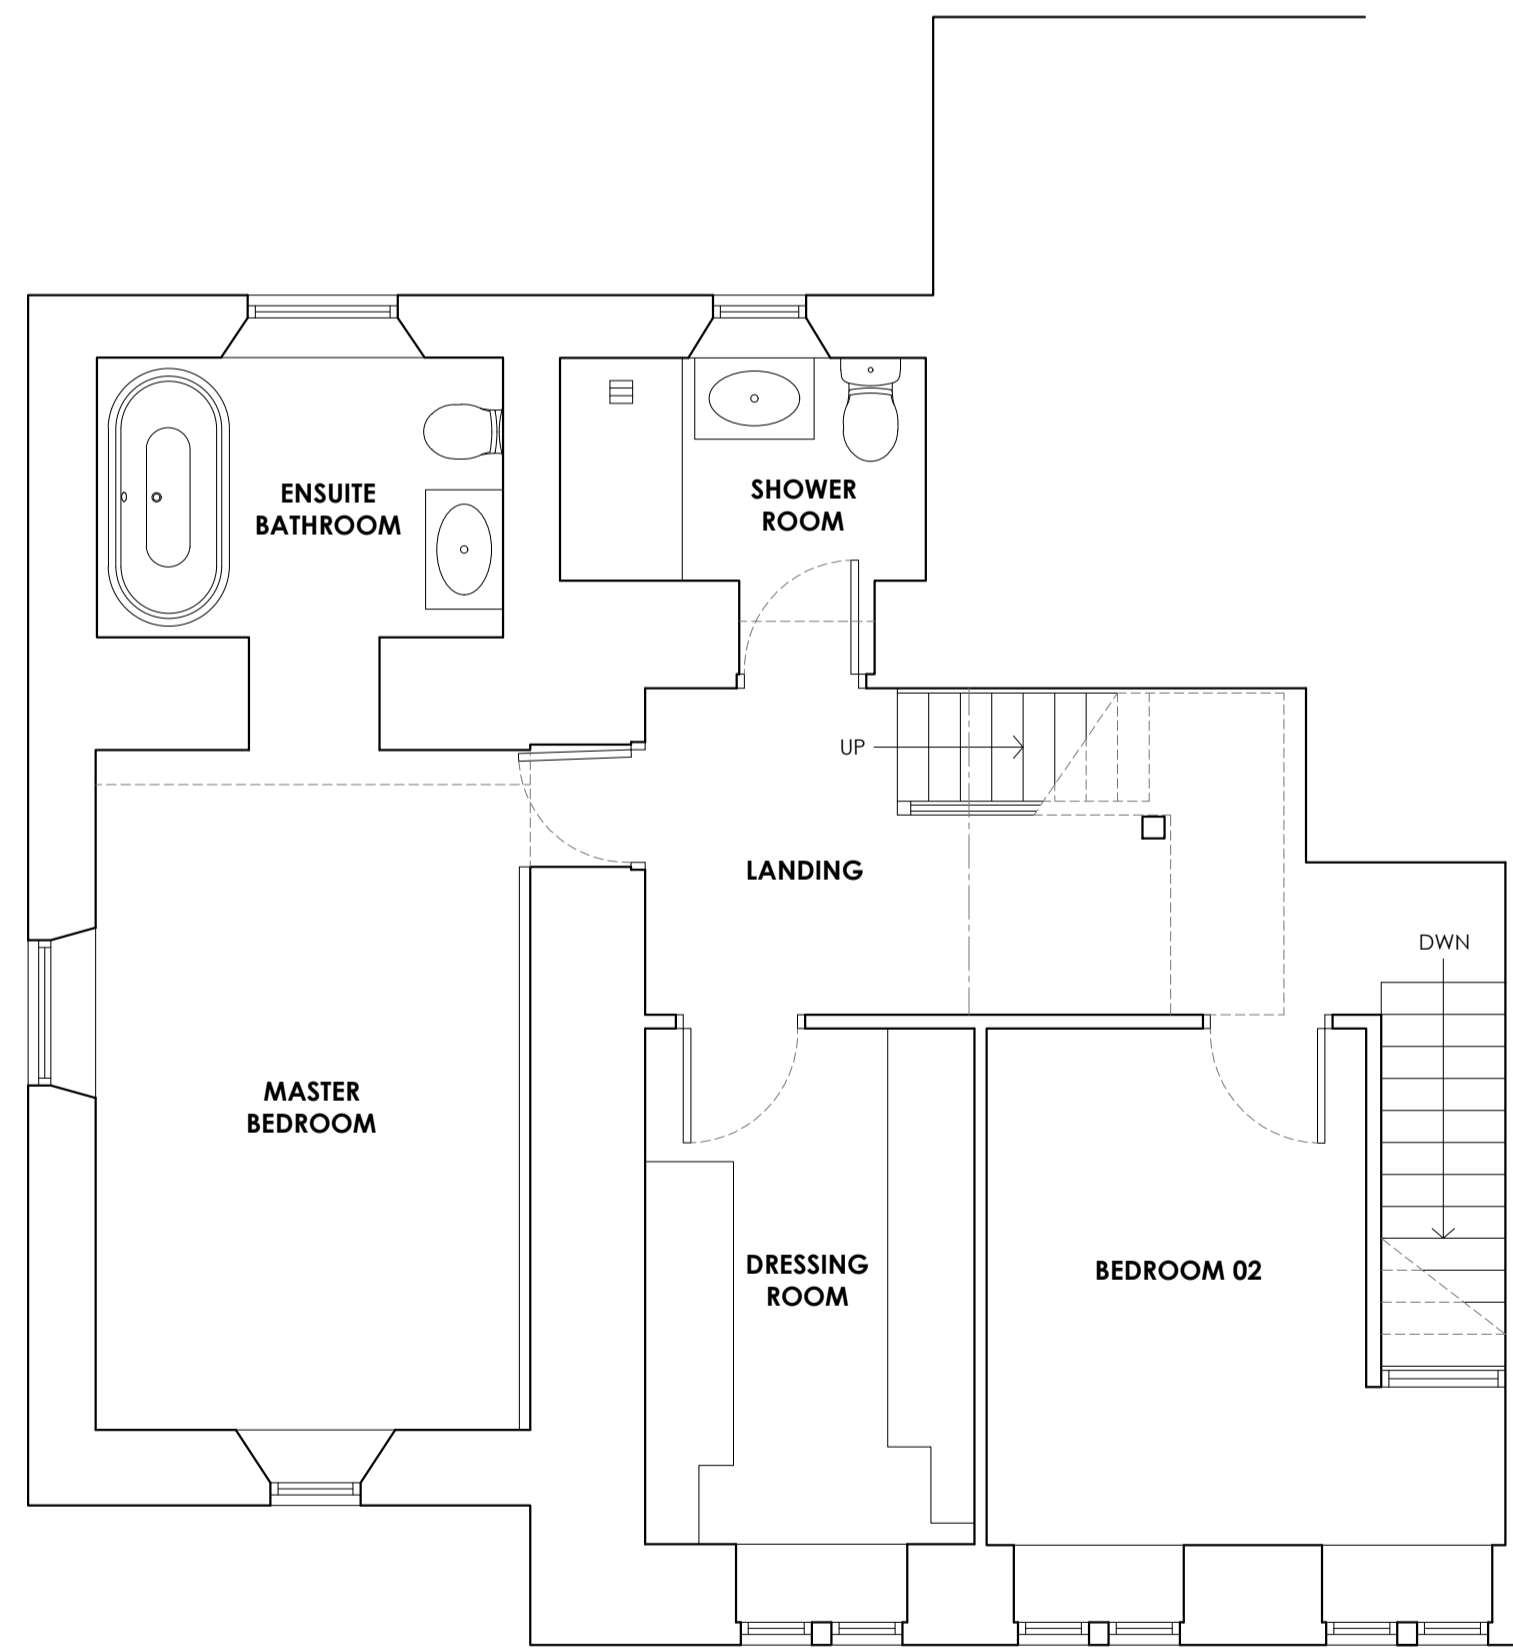 ENSUITE
BATHROOM
SHOWER
ROOM
UP
LANDING
DWN
MASTER
BEDROOM
DRESSING
ROOM
BEDROOM 02